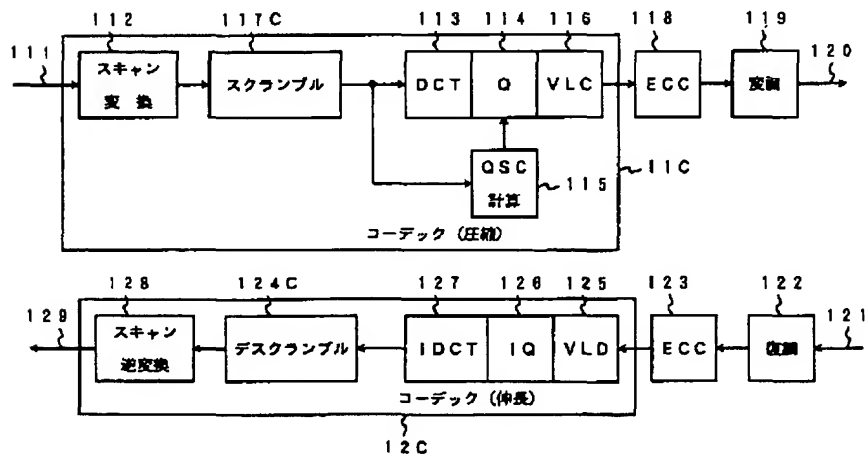 112 117C 113 114 116 118 119
111 120
スキャン変換 スクランブル DCT Q VLC ECC 変調
QSC計算 115 11C
コーデック(圧縮)
128 124C 127 126 125 123 122
129 121
スキャン逆変換 デスクランブル IDCT IQ VLD ECC 復調
コーデック(伸長)
12C